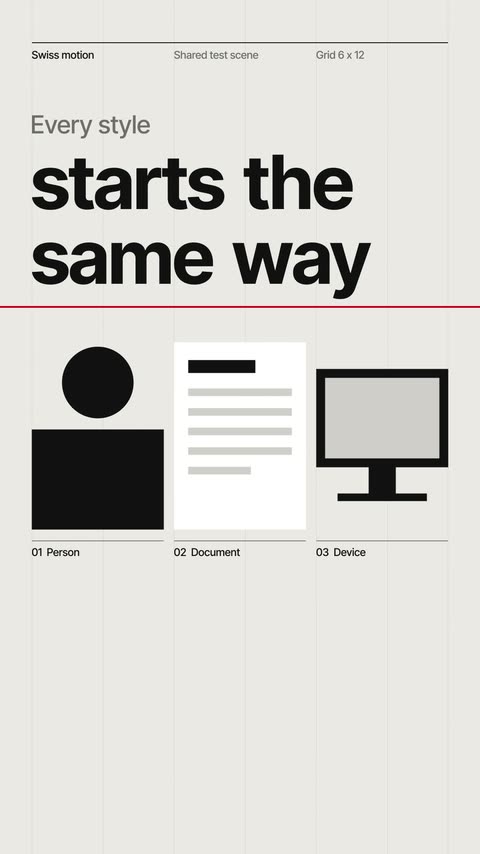 Swiss motion
Shared test scene
Grid 6 x 12
Every style
starts the
same way
01 Person
02 Document
03 Device